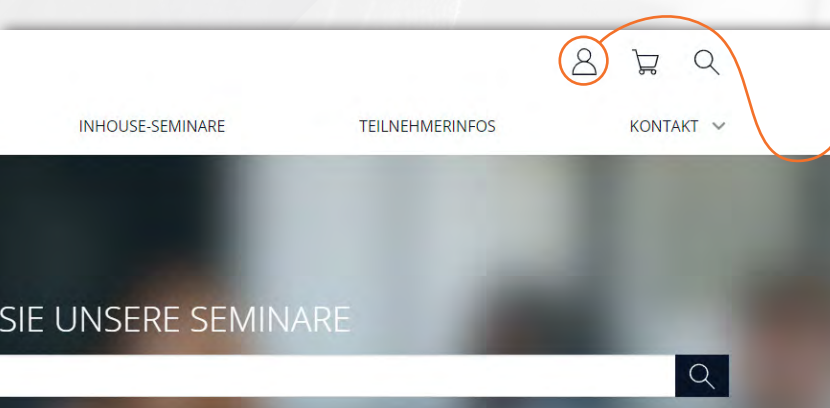 INHOUSE-SEMINARE TEILNEHMERINFOS KONTAKT
SIE UNSERE SEMINARE